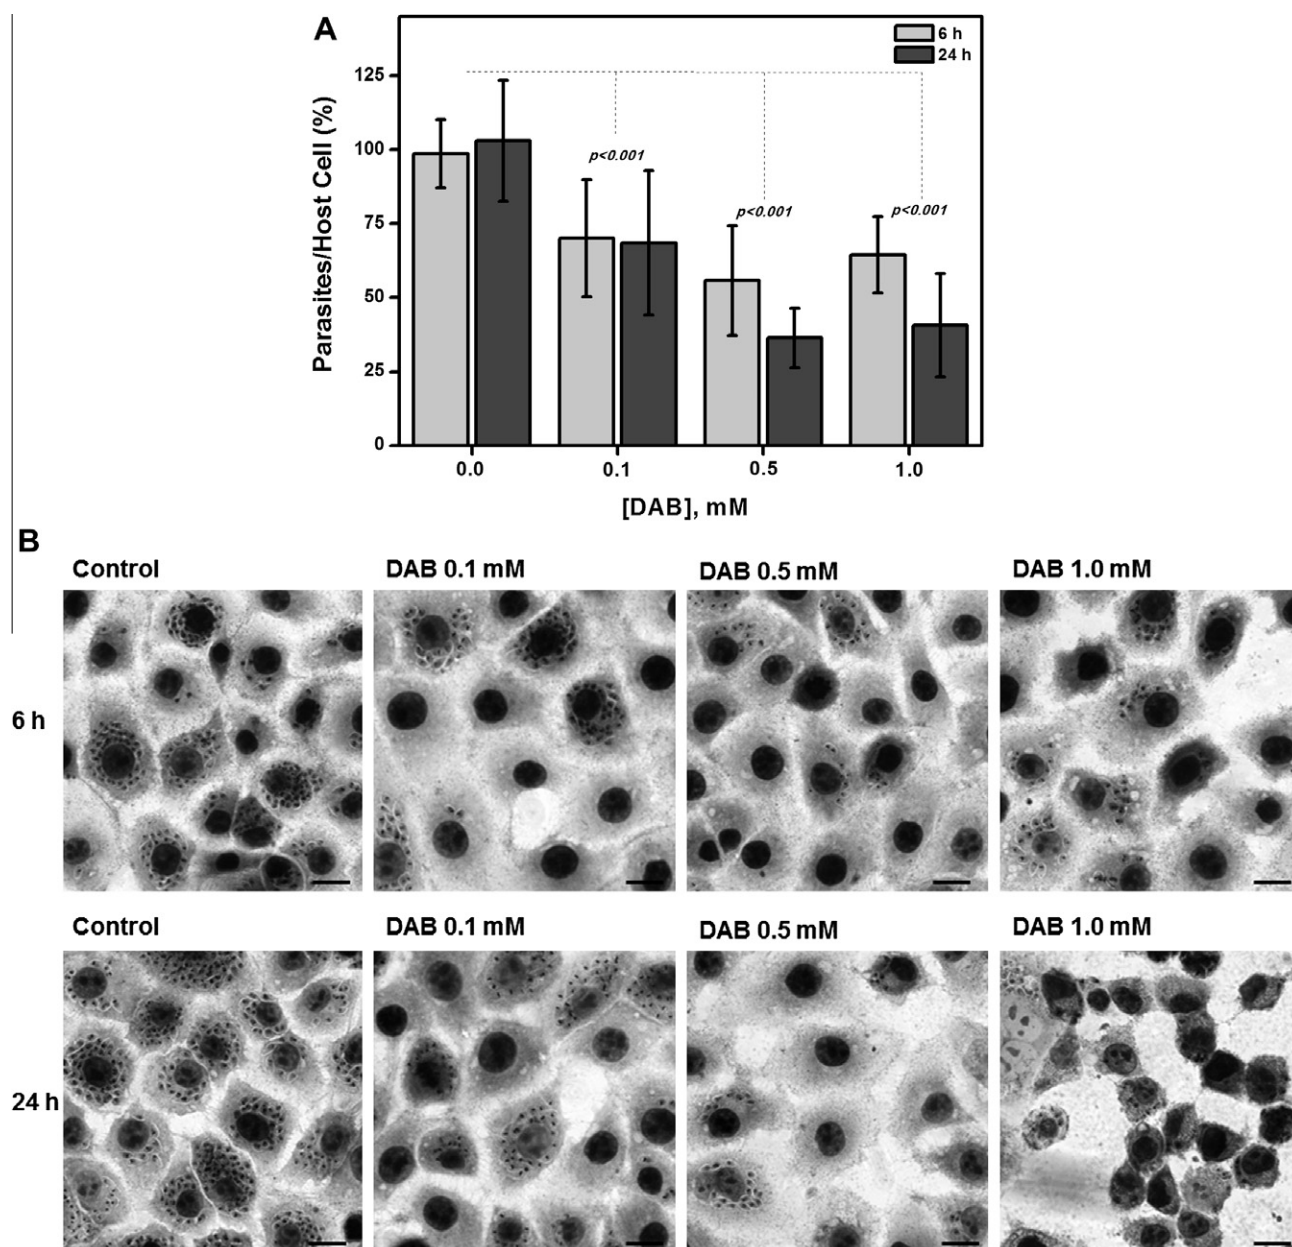 A
6 h
24 h
125
100
75
50
25
0
Parasites/Host Cell (%)
p<0.001
p<0.001
p<0.001
0.0 0.1 0.5 1.0
[DAB], mM
B
Control DAB 0.1 mM DAB 0.5 mM DAB 1.0 mM
6 h
Control DAB 0.1 mM DAB 0.5 mM DAB 1.0 mM
24 h